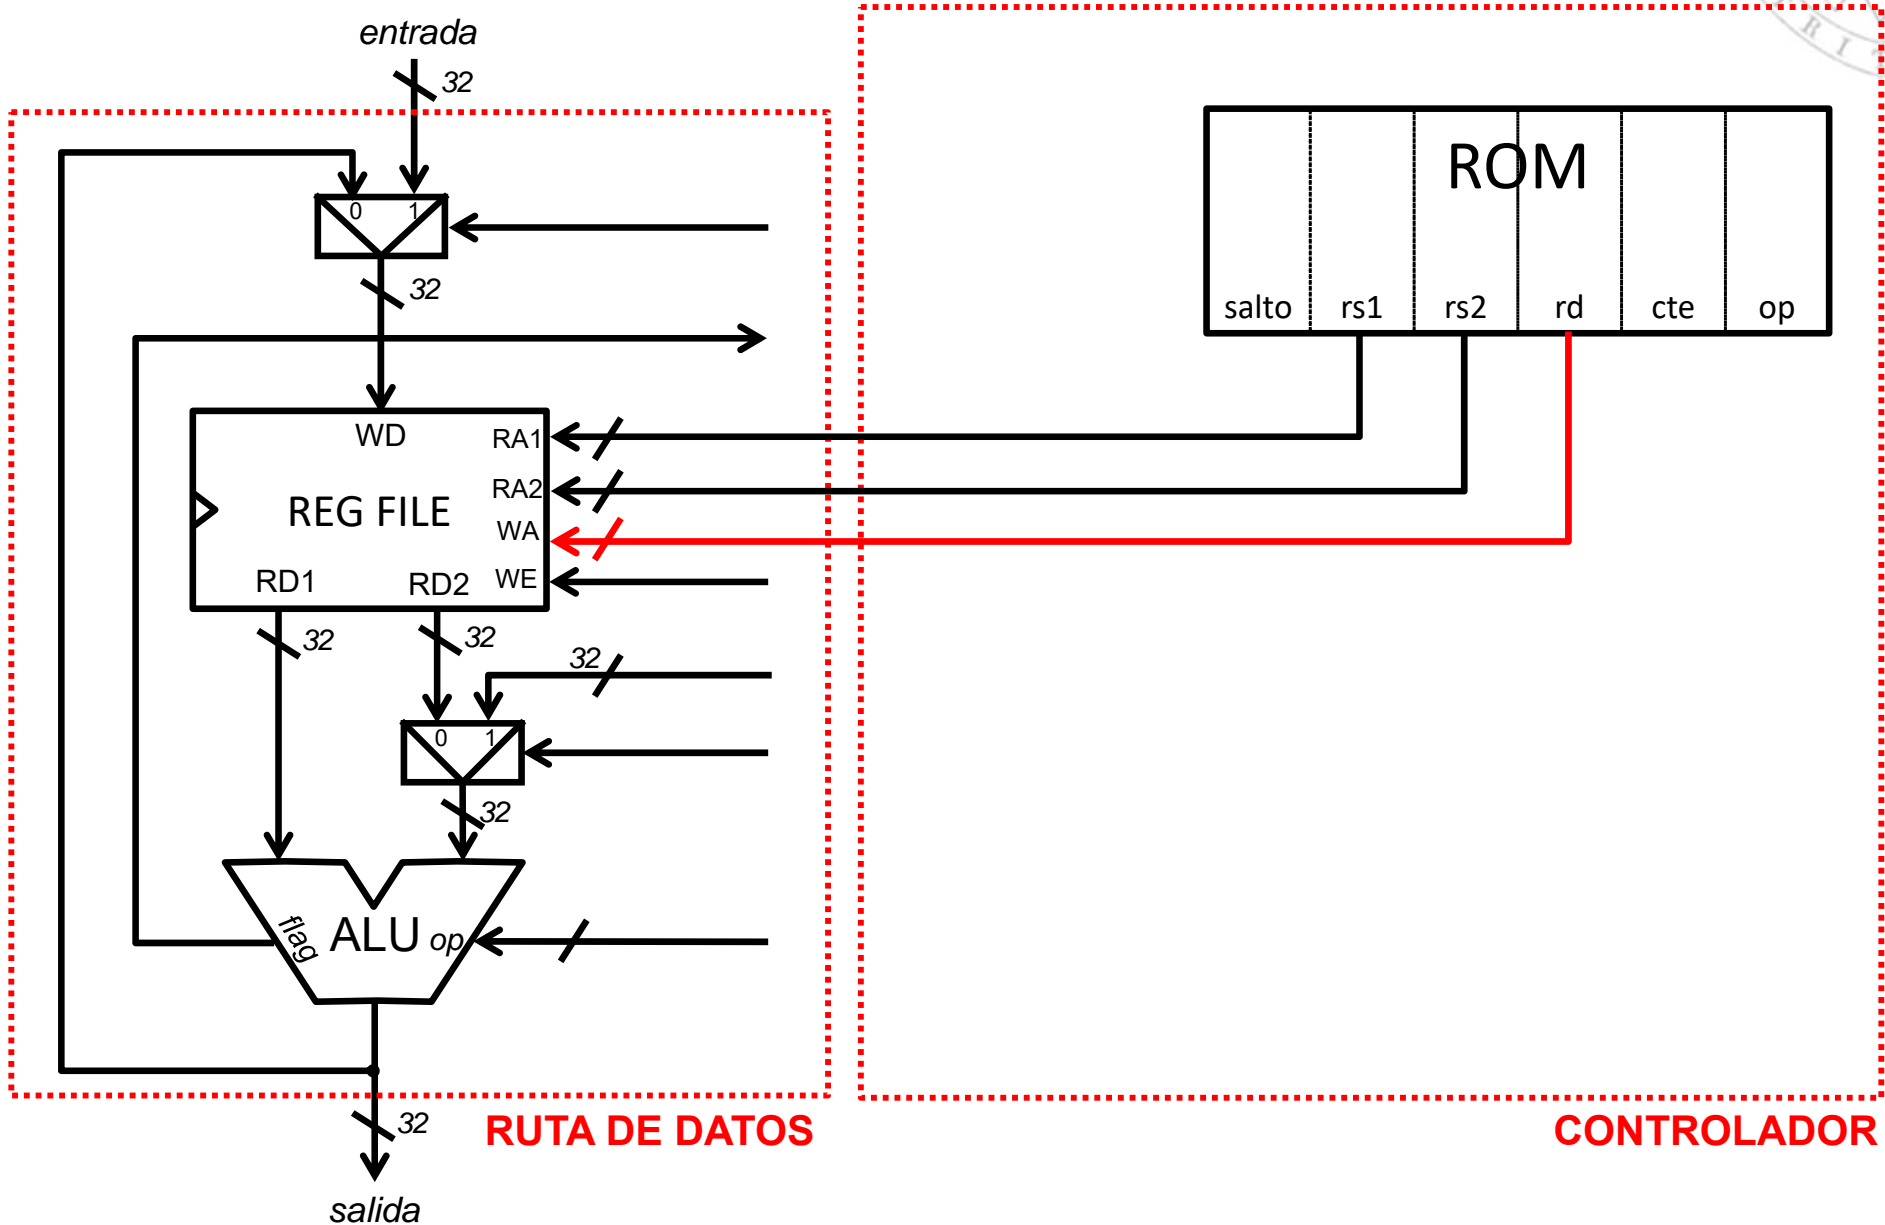 entrada
32
0 1
32
WD
RA1
RA2
WA
WE
REG FILE
RD1
RD2
32
32
32
0 1
32
flag
ALU
op
32
salida
RUTA DE DATOS
ROM
salto rs1 rs2 rd cte op
CONTROLADOR
R I T